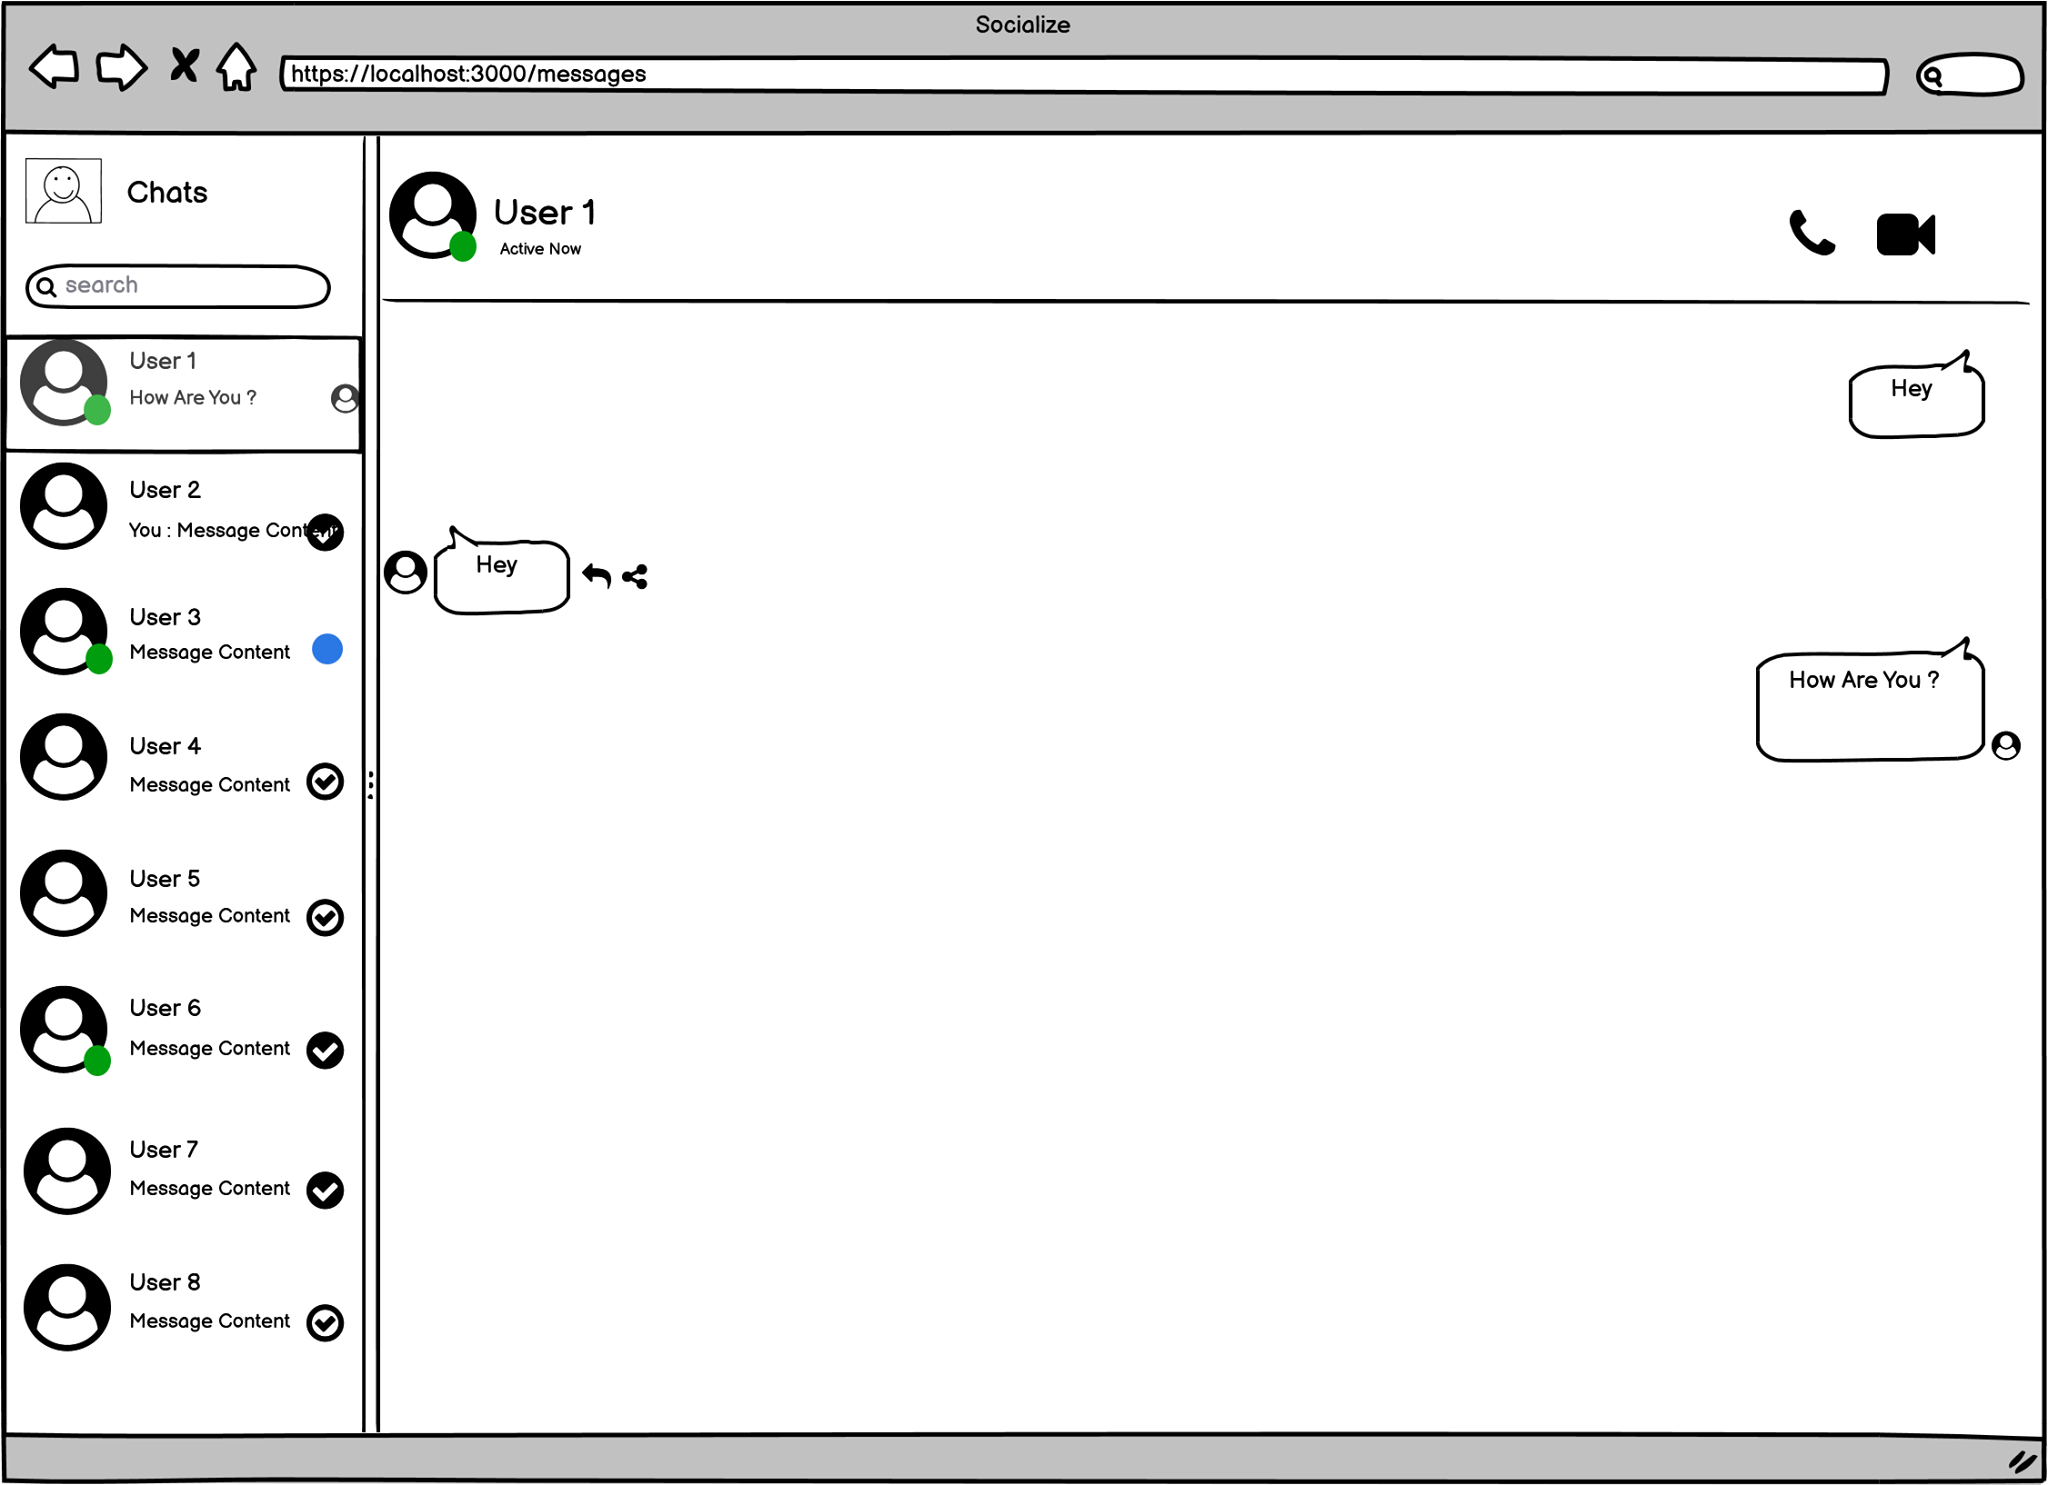 Socialize
https://localhost:3000/messages
Chats
search
User 1
How Are You ?
User 2
You : Message Content
User 3
Message Content
User 4
Message Content
User 5
Message Content
User 6
Message Content
User 7
Message Content
User 8
Message Content
User 1
Active Now
Hey
Hey
How Are You ?